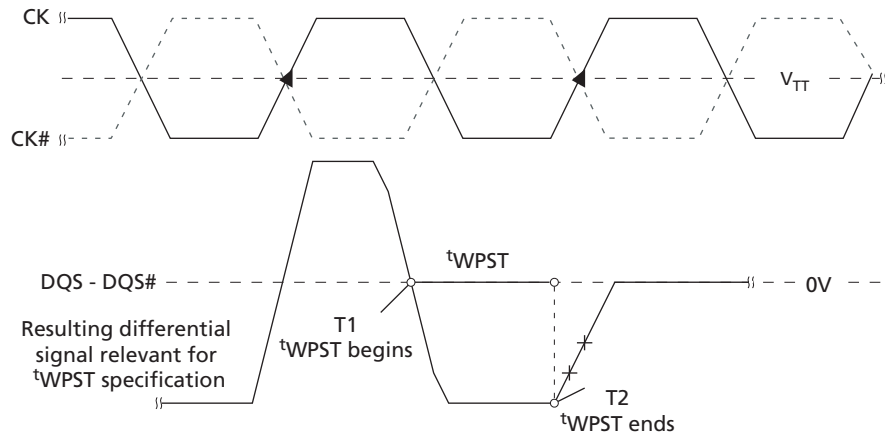 CK
V_TT
CK#
tWPST
DQS - DQS#
0V
Resulting differential
signal relevant for
tWPST specification
T1
tWPST begins
T2
tWPST ends